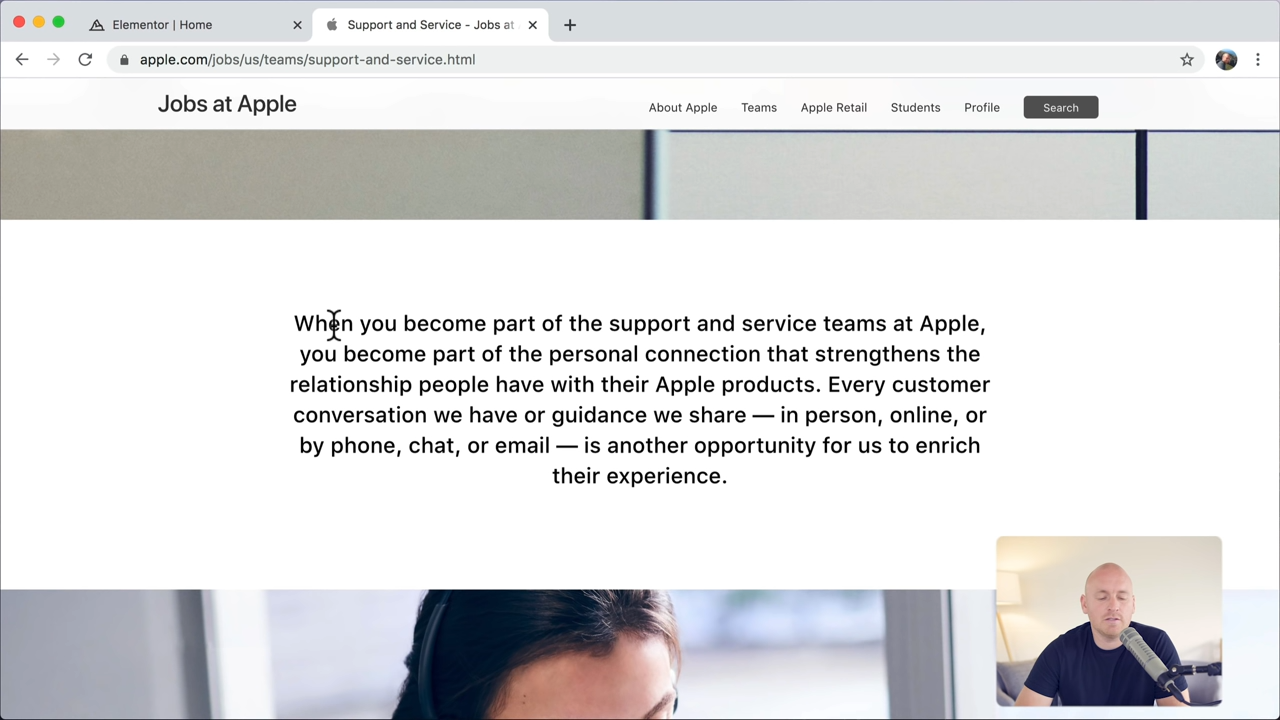 Elementor | Home
Support and Service - Jobs at
apple.com/jobs/us/teams/support-and-service.html
Jobs at Apple
About Apple
Teams
Apple Retail
Students
Profile
Search
When you become part of the support and service teams at Apple,
you become part of the personal connection that strengthens the
relationship people have with their Apple products. Every customer
conversation we have or guidance we share — in person, online, or
by phone, chat, or email — is another opportunity for us to enrich
their experience.